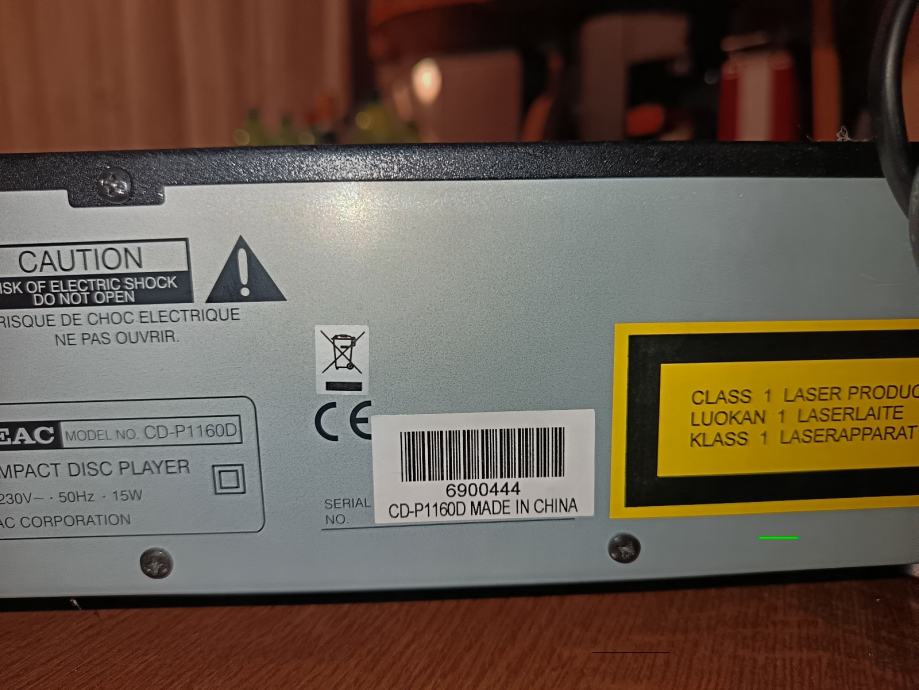 CAUTION
ISK OF ELECTRIC SHOCK
DO NOT OPEN
RISQUE DE CHOC ELECTRIQUE
NE PAS OUVRIR.
EAC MODEL NO. CD-P1160D
MPACT DISC PLAYER
230V~ · 50Hz · 15W
AC CORPORATION
CE
SERIAL
NO.
6900444
CD-P1160D MADE IN CHINA
CLASS 1 LASER PRODUC
LUOKAN 1 LASERLAITE
KLASS 1 LASERAPPARAT